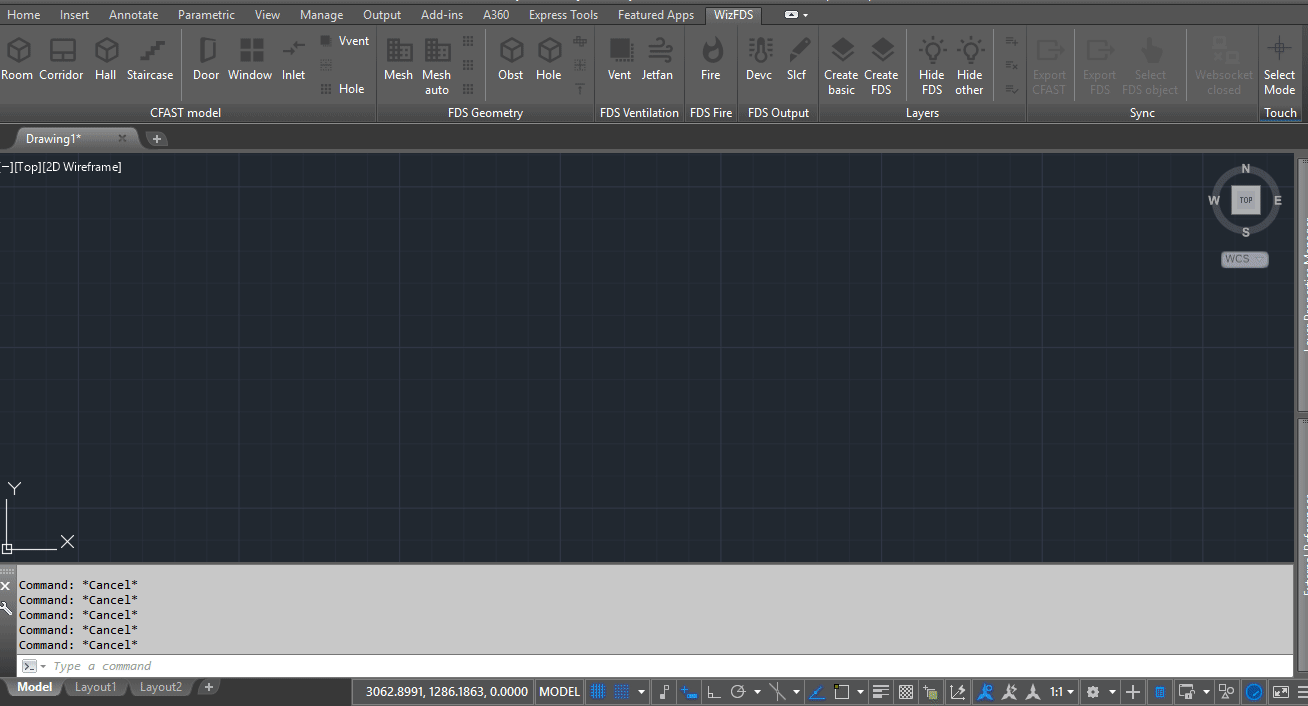 Home Insert Annotate Parametric View Manage Output Add-ins A360 Express Tools Featured Apps WizFDS
Room Corridor Hall Staircase Door Window Inlet Vvent Hole
CFAST model
Mesh Mesh auto Obst Hole
FDS Geometry
Vent Jetfan
FDS Ventilation
Fire
FDS Fire
Devc Slcf
FDS Output
Create basic Create FDS Hide FDS Hide other
Layers
Export CFAST Export FDS Select FDS object Websocket closed
Sync
Select Mode
Touch
Drawing1*
[−][Top][2D Wireframe]
N
W TOP E
S
WCS
Y
X
Command: *Cancel*
Command: *Cancel*
Command: *Cancel*
Command: *Cancel*
Command: *Cancel*
Type a command
Model Layout1 Layout2 +
3062.8991, 1286.1863, 0.0000 MODEL 1:1